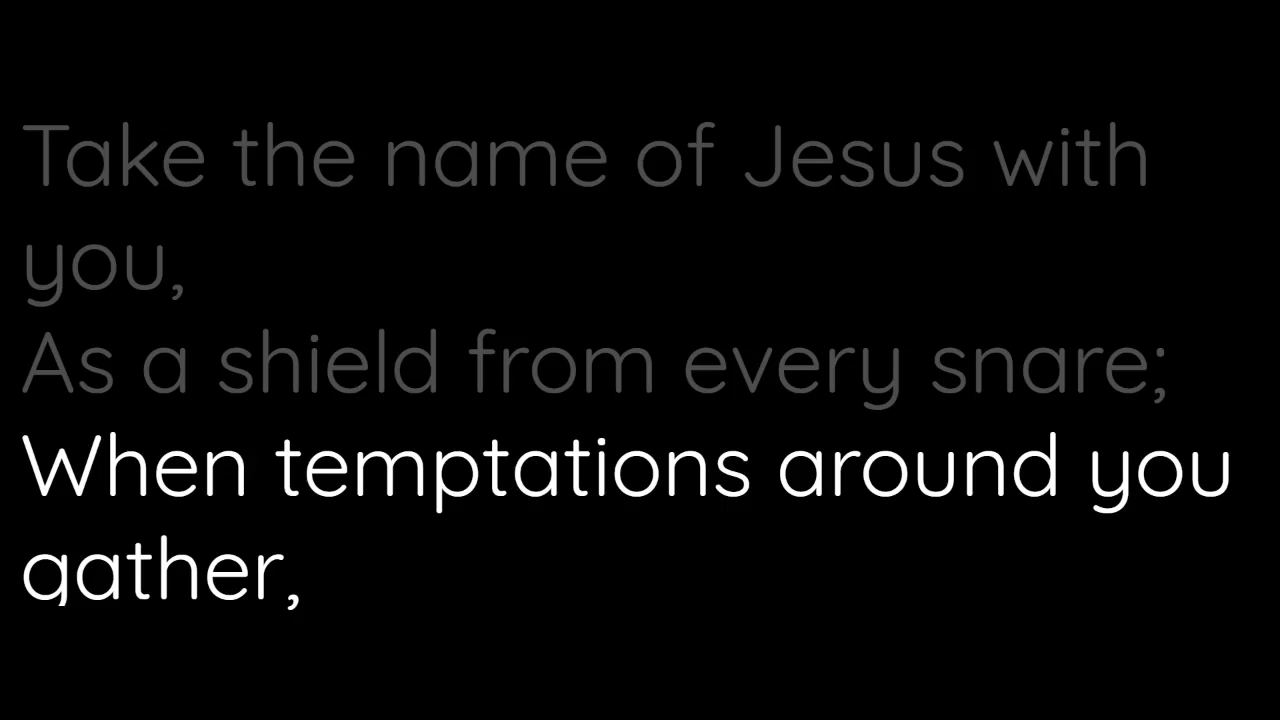 Take the name of Jesus with
you,
As a shield from every snare;
When temptations around you
gather,